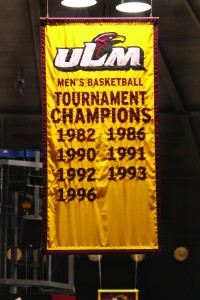 ULM
MEN'S BASKETBALL
TOURNAMENT
CHAMPIONS
1982 1986
1990 1991
1992 1993
1996